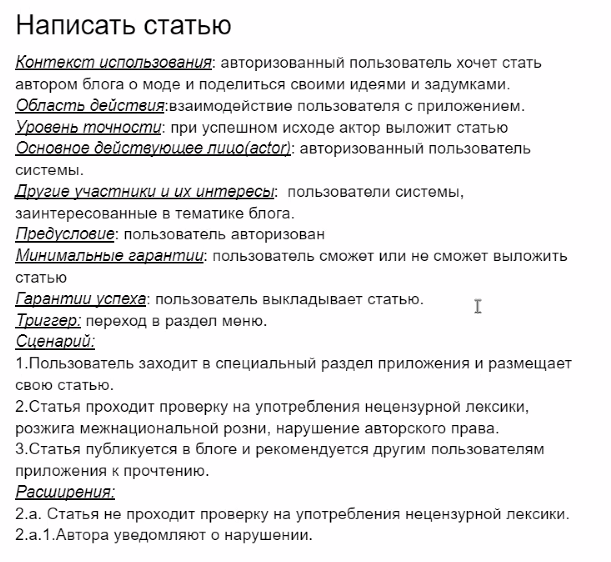 Написать статью
Контекст использования: авторизованный пользователь хочет стать
автором блога о моде и поделиться своими идеями и задумками.
Область действия:взаимодействие пользователя с приложением.
Уровень точности: при успешном исходе актор выложит статью
Основное действующее лицо(actor): авторизованный пользователь
системы.
Другие участники и их интересы:  пользователи системы,
заинтересованные в тематике блога.
Предусловие: пользователь авторизован
Минимальные гарантии: пользователь сможет или не сможет выложить
статью
Гарантии успеха: пользователь выкладывает статью.
Триггер: переход в раздел меню.
Сценарий:
1.Пользователь заходит в специальный раздел приложения и размещает
свою статью.
2.Статья проходит проверку на употребления нецензурной лексики,
розжига межнациональной розни, нарушение авторского права.
3.Статья публикуется в блоге и рекомендуется другим пользователям
приложения к прочтению.
Расширения:
2.а. Статья не проходит проверку на употребления нецензурной лексики.
2.а.1.Автора уведомляют о нарушении.